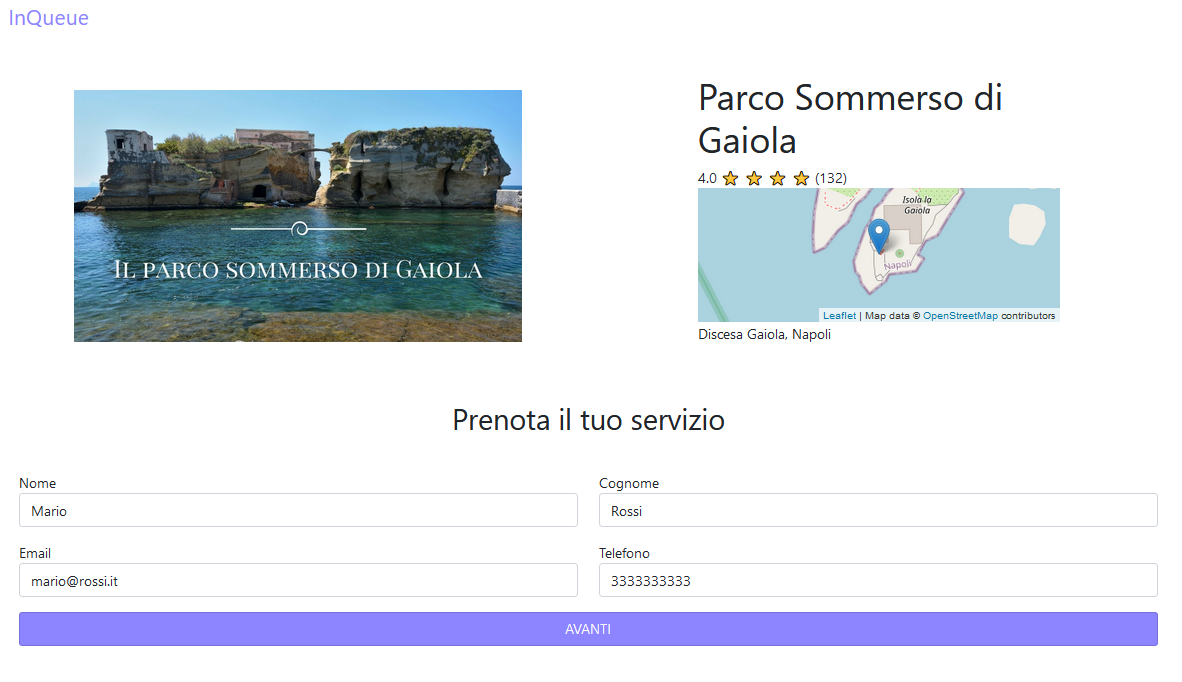 InQueue
Il parco sommerso di Gaiola
Parco Sommerso di
Gaiola
4.0 (132)
Isola la
Gaiola
Napoli
Leaflet | Map data © OpenStreetMap contributors
Discesa Gaiola, Napoli
Prenota il tuo servizio
Nome
Mario
Cognome
Rossi
Email
mario@rossi.it
Telefono
3333333333
AVANTI